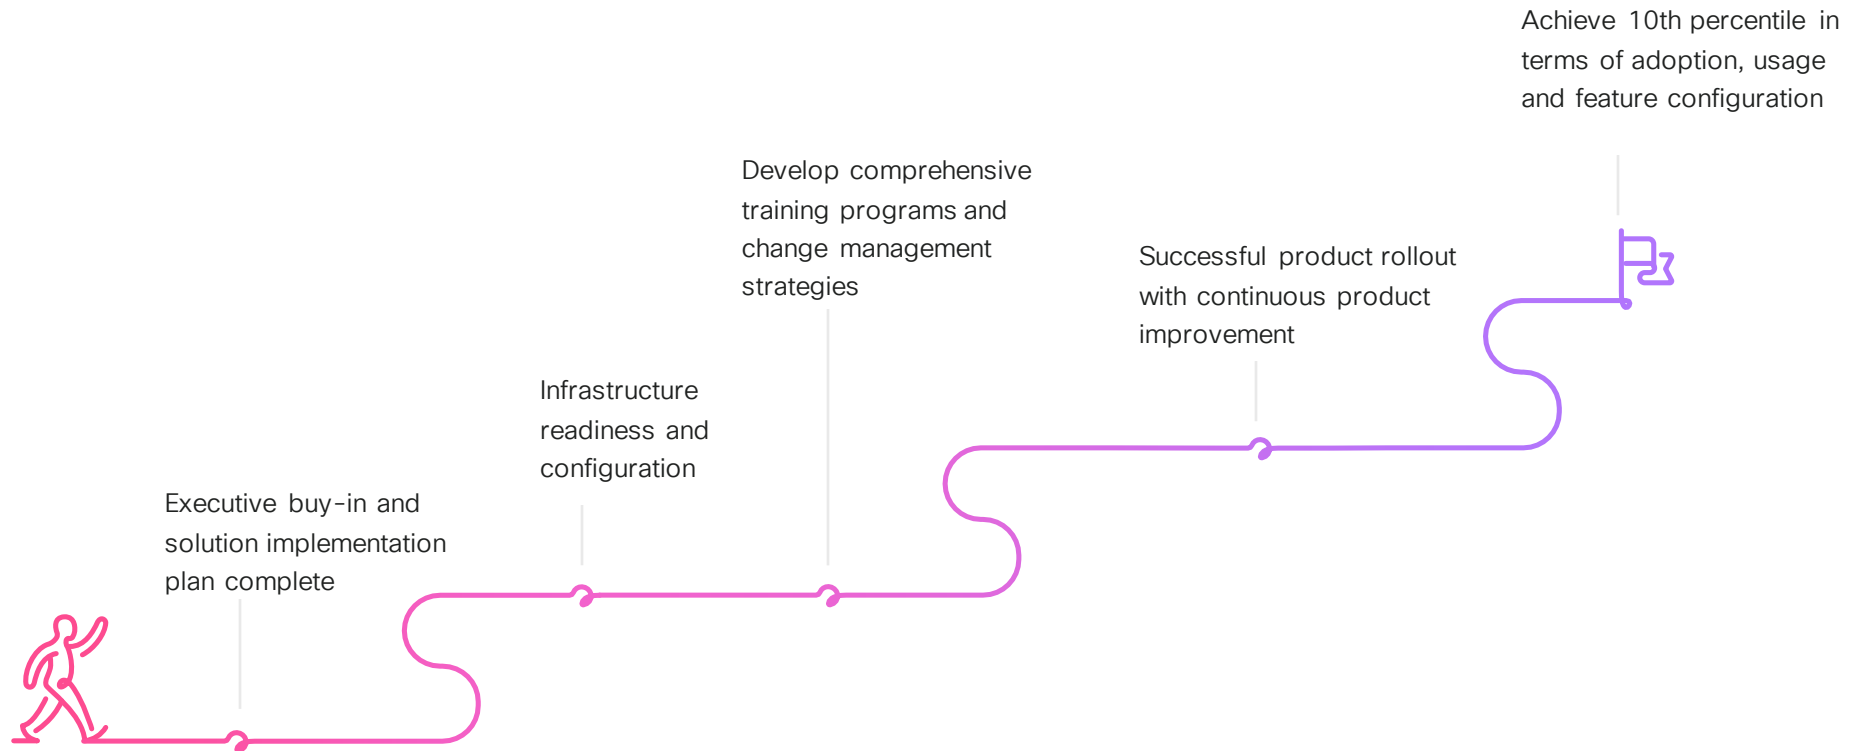 Executive buy-in and
solution implementation
plan complete
Infrastructure
readiness and
configuration
Develop comprehensive
training programs and
change management
strategies
Successful product rollout
with continuous product
improvement
Achieve 10th percentile in
terms of adoption, usage
and feature configuration